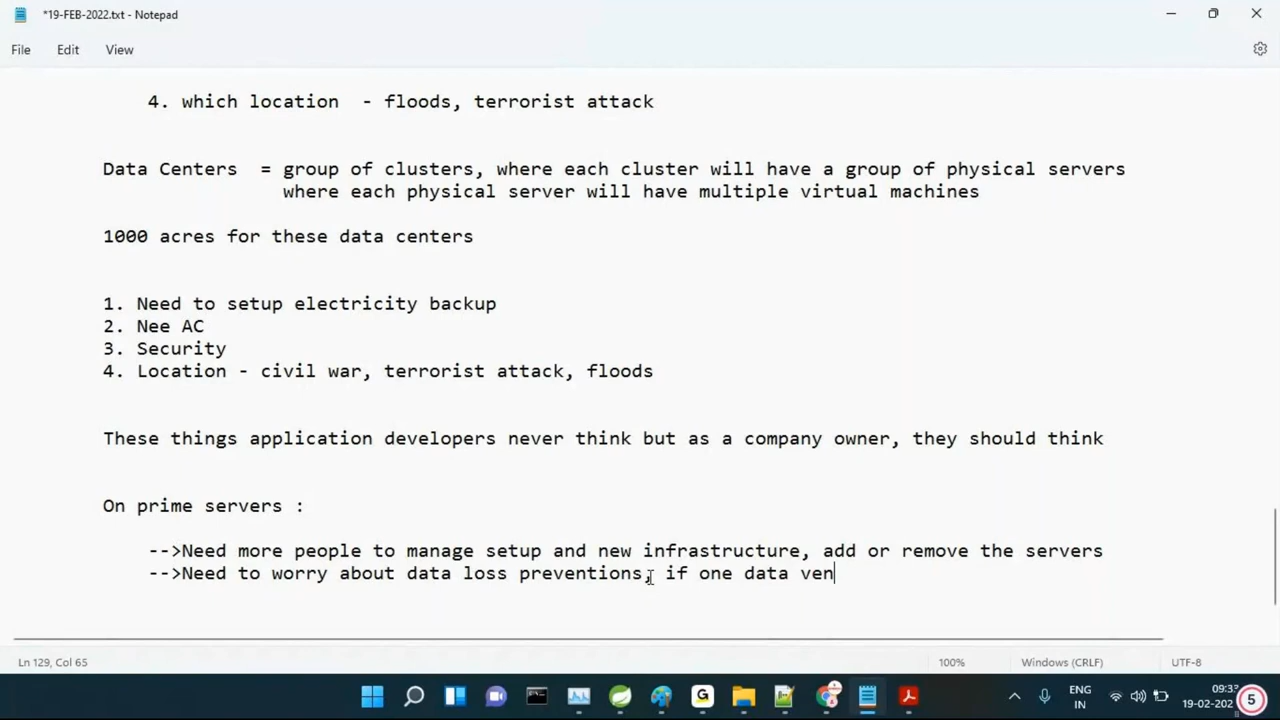 *19-FEB-2022.txt - Notepad
File Edit View
4. which location - floods, terrorist attack
Data Centers = group of clusters, where each cluster will have a group of physical servers
where each physical server will have multiple virtual machines
1000 acres for these data centers
1. Need to setup electricity backup
2. Nee AC
3. Security
4. Location - civil war, terrorist attack, floods
These things application developers never think but as a company owner, they should think
On prime servers :
-->Need more people to manage setup and new infrastructure, add or remove the servers
-->Need to worry about data loss preventions, if one data ven
Ln 129, Col 65 100% Windows (CRLF) UTF-8
ENG 09:33
IN 19-02-202 5